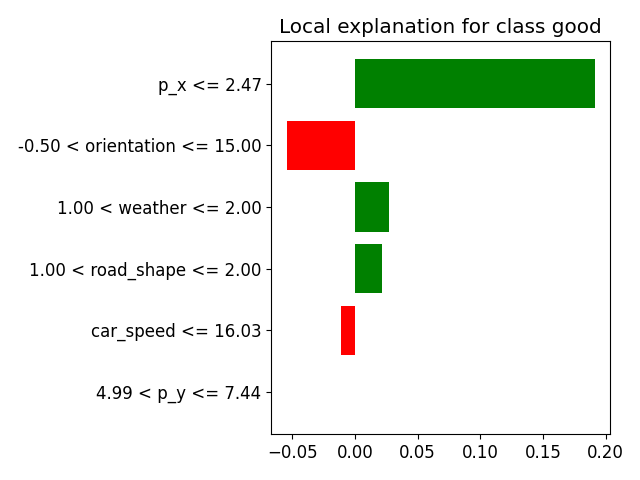 Local explanation for class good
p_x <= 2.47
-0.50 < orientation <= 15.00
1.00 < weather <= 2.00
1.00 < road_shape <= 2.00
car_speed <= 16.03
4.99 < p_y <= 7.44
−0.05 0.00 0.05 0.10 0.15 0.20